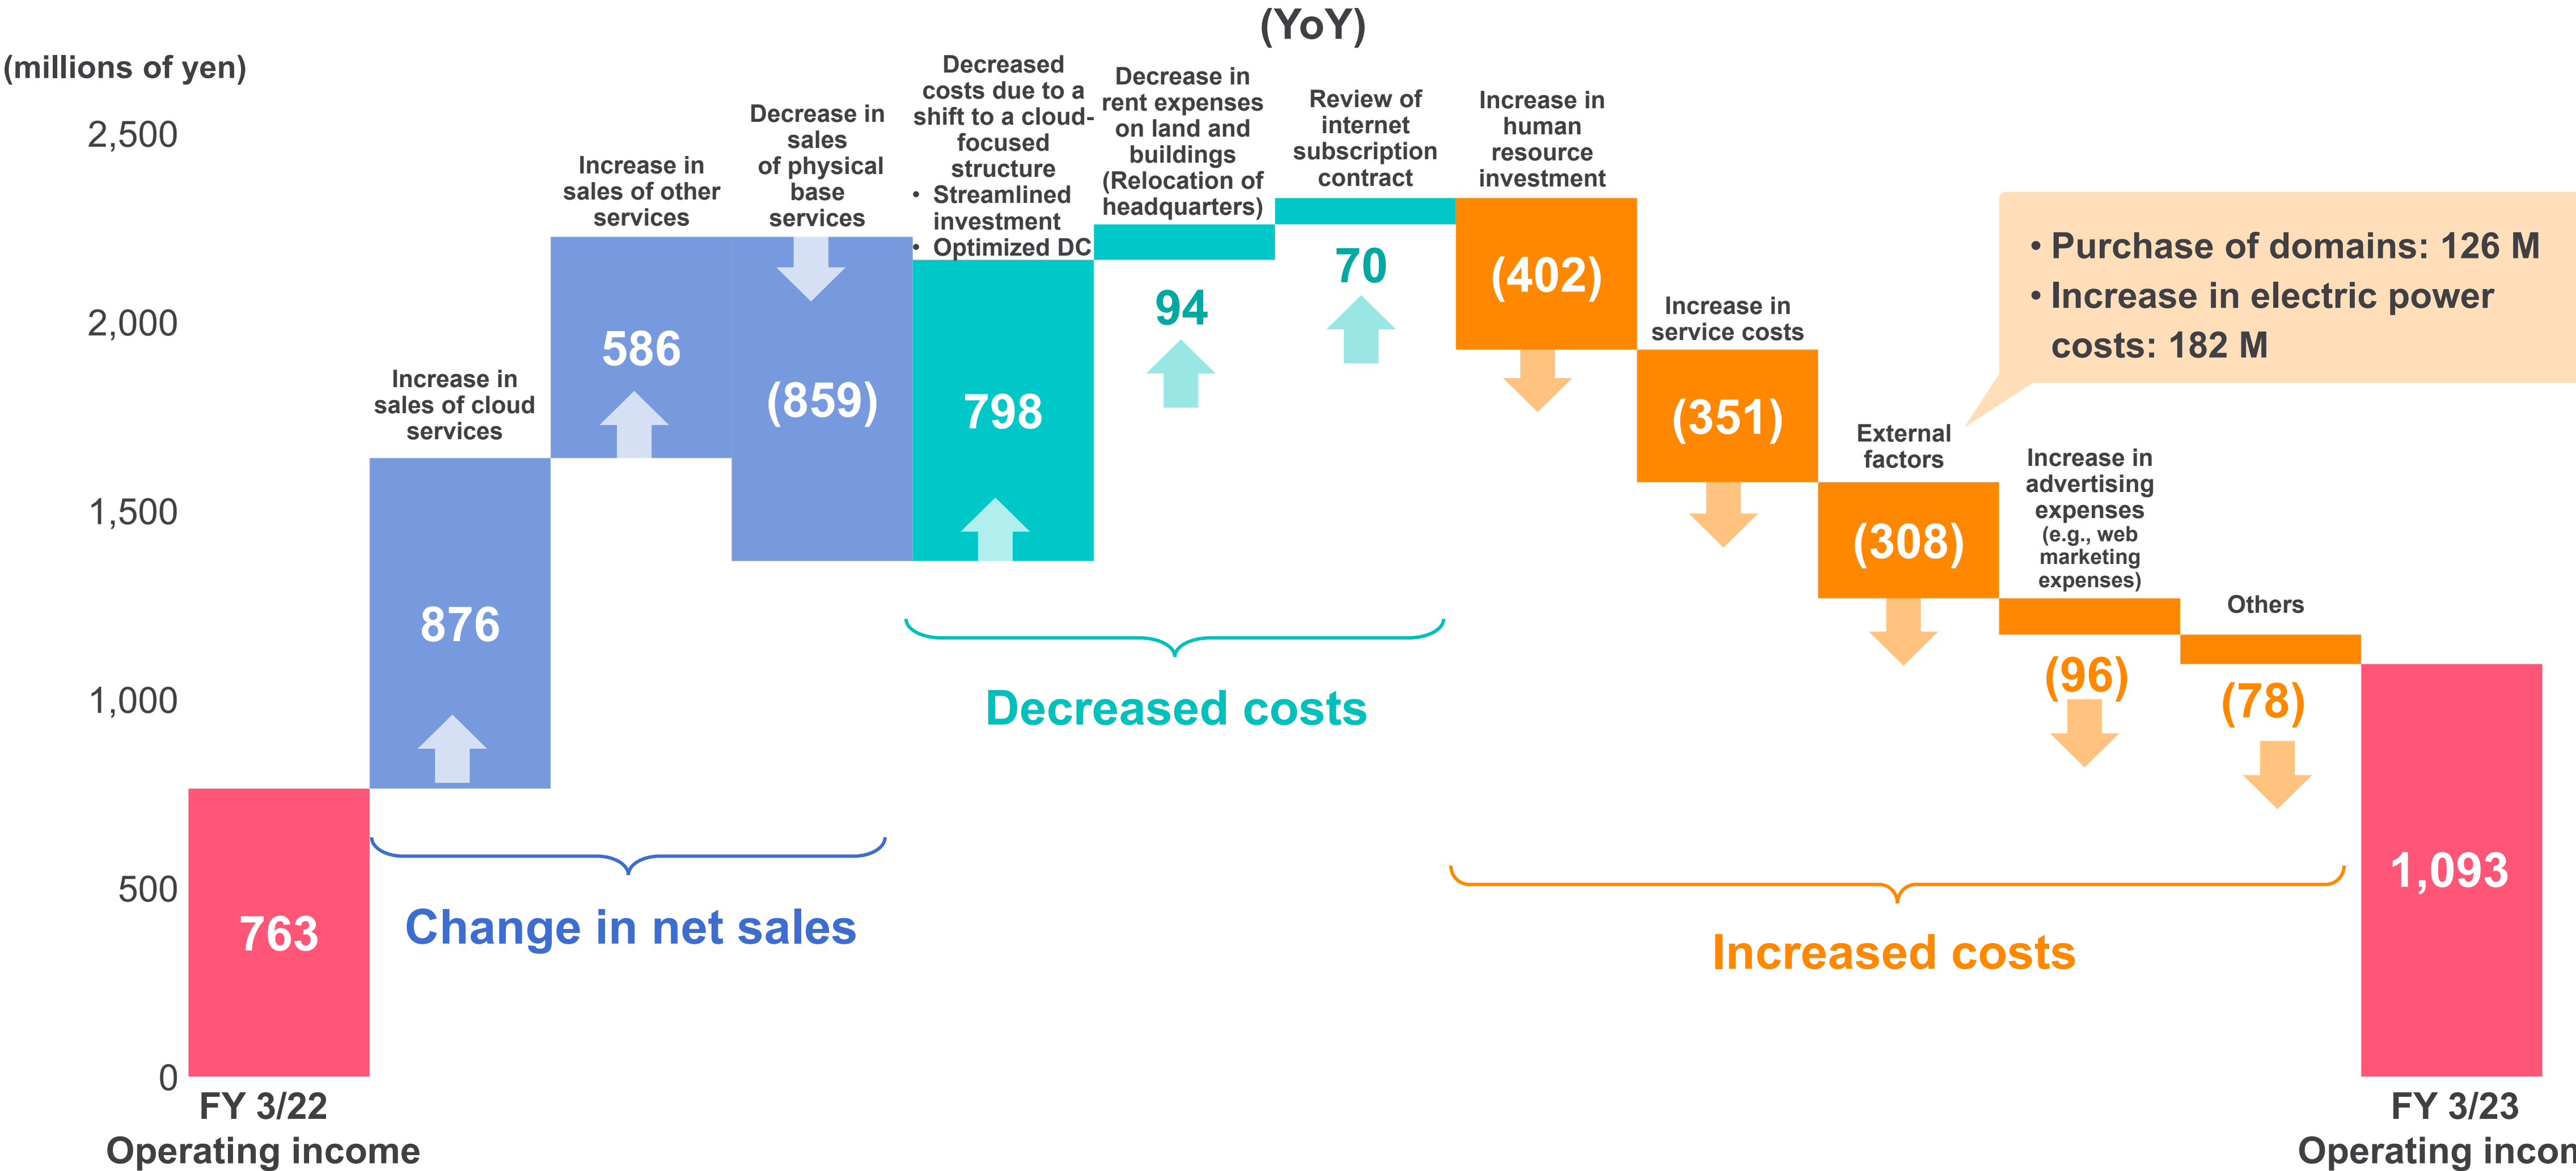 (YoY)
(millions of yen)
2,500
2,000
1,500
1,000
500
0
763
FY 3/22
Operating income
Increase in
sales of cloud
services
876
Increase in
sales of other
services
586
Decrease in
sales
of physical
base
services
(859)
Change in net sales
Decreased
costs due to a
shift to a cloud-
focused
structure
• Streamlined
investment
• Optimized DC
798
Decrease in
rent expenses
on land and
buildings
(Relocation of
headquarters)
94
Review of
internet
subscription
contract
70
Decreased costs
Increase in
human
resource
investment
(402)
Increase in
service costs
(351)
External
factors
(308)
• Purchase of domains: 126 M
• Increase in electric power
costs: 182 M
Increase in
advertising
expenses
(e.g., web
marketing
expenses)
(96)
Others
(78)
Increased costs
1,093
FY 3/23
Operating